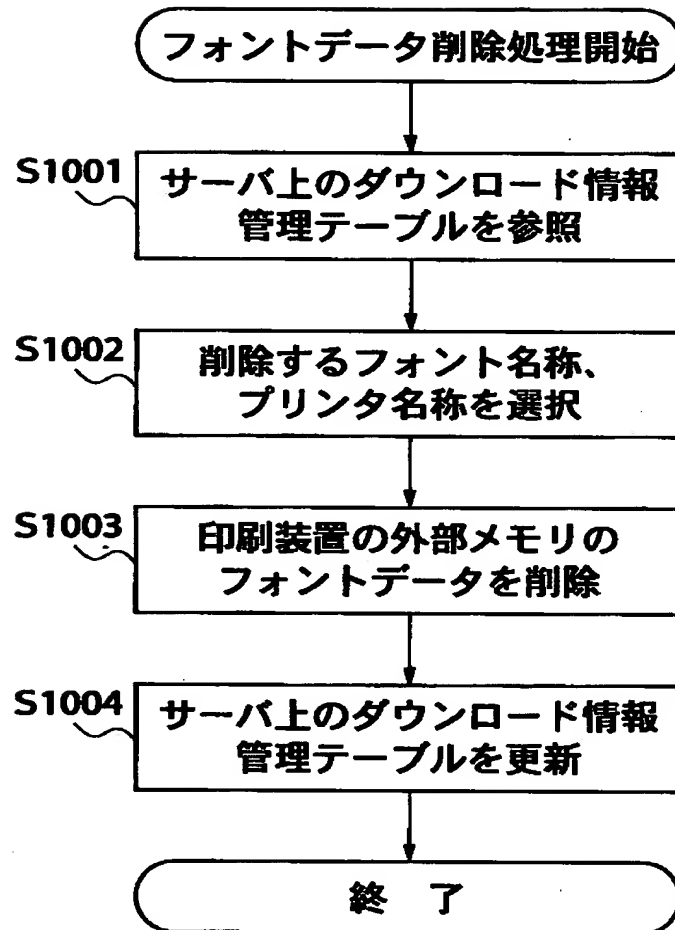 フォントデータ削除処理開始
S1001
サーバ上のダウンロード情報
管理テーブルを参照
S1002
削除するフォント名称、
プリンタ名称を選択
S1003
印刷装置の外部メモリの
フォントデータを削除
S1004
サーバ上のダウンロード情報
管理テーブルを更新
終 了